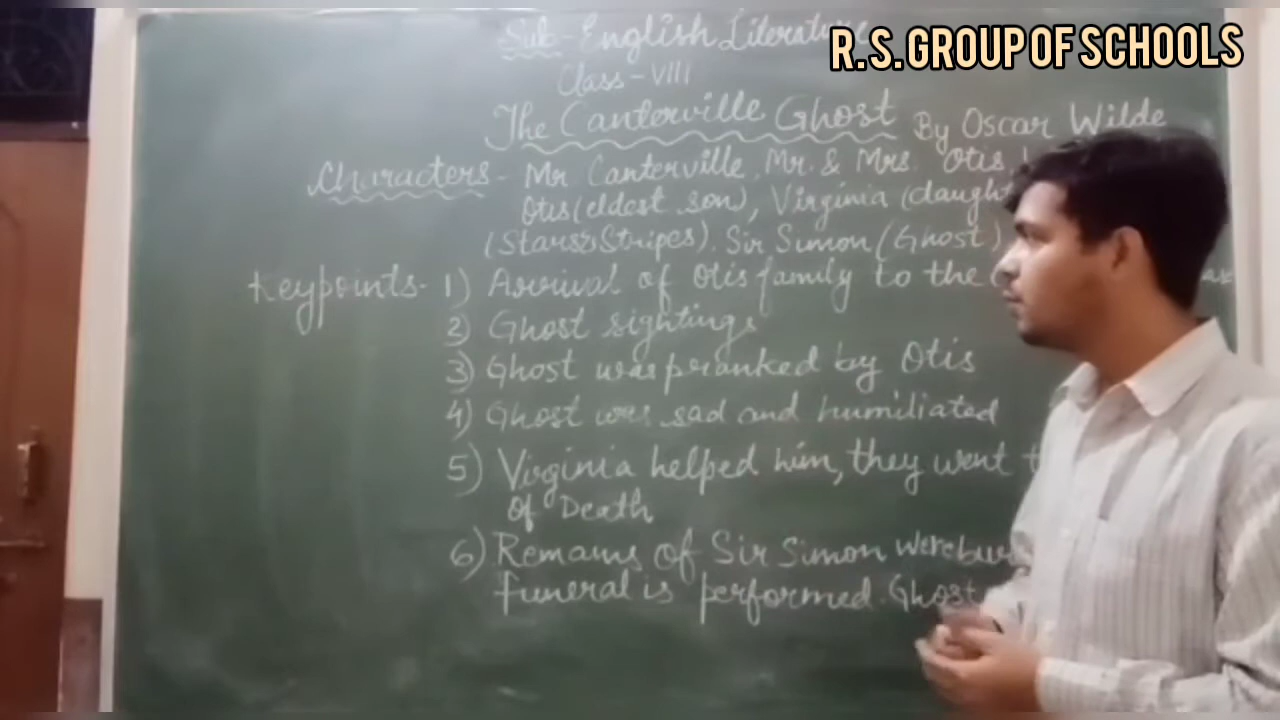 Sub-English Literature
R.S. GROUP OF SCHOOLS
Class-VIII
The Canterville Ghost By Oscar Wilde
Characters - Mr Canterville, Mr. & Mrs. Otis,
Otis (eldest son), Virginia (daught
(Stars & Stripes), Sir Simon (Ghost)
Keypoints - 1) Arrival of Otis family to the
2) Ghost sightings
3) Ghost was pranked by Otis
4) Ghost was sad and humiliated
5) Virginia helped him, they went
of Death
6) Remains of Sir Simon were bur
funeral is performed. Ghost